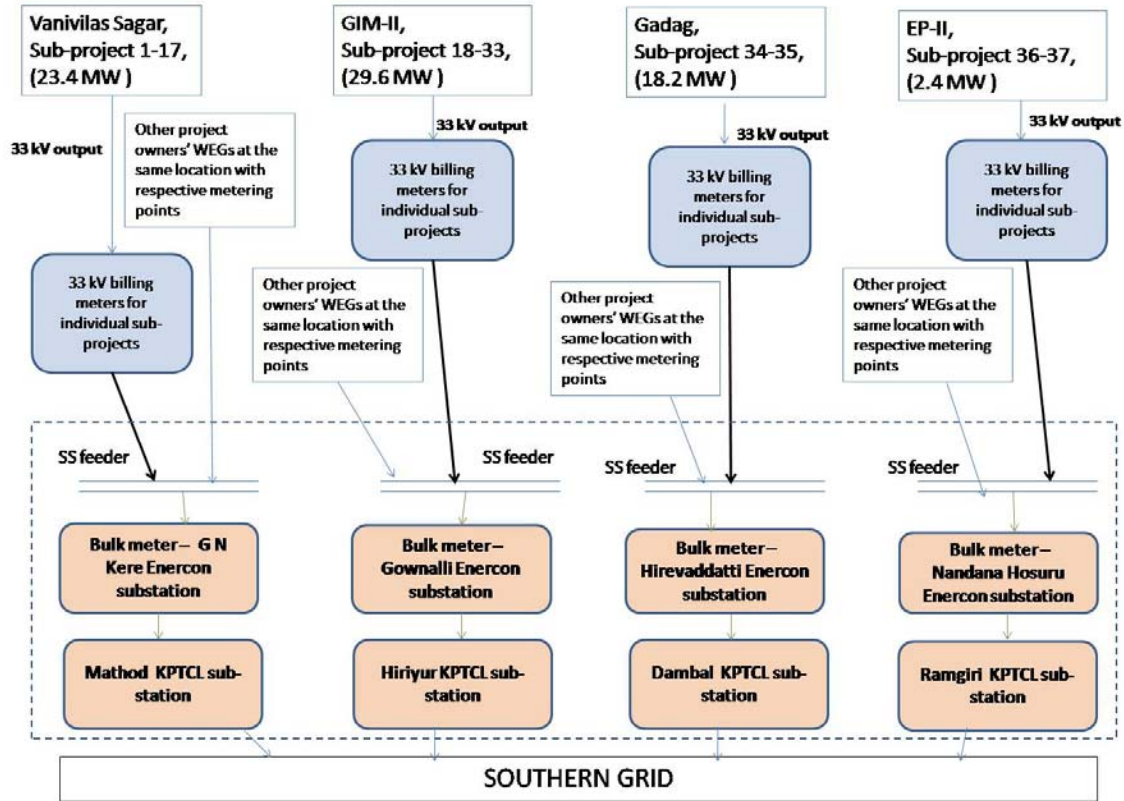 Vanivilas Sagar,
Sub-project 1-17,
(23.4 MW )
GIM-II,
Sub-project 18-33,
(29.6 MW )
Gadag,
Sub-project 34-35,
(18.2 MW )
EP-II,
Sub-project 36-37,
(2.4 MW )
33 kV output
33 kV output
33 kV output
33 kV output
Other project
owners' WEGs at the
same location with
respective metering
points
33 kV billing
meters for
individual sub-
projects
33 kV billing
meters for
individual sub-
projects
33 kV billing
meters for
individual sub-
projects
33 kV billing
meters for
individual sub-
projects
Other project
owners' WEGs at the
same location with
respective metering
points
Other project
owners' WEGs at the
same location with
respective metering
points
Other project
owners' WEGs at the
same location with
respective metering
points
SS feeder
SS feeder
SS feeder
SS feeder
Bulk meter – G N
Kere Enercon
substation
Bulk meter –
Gownalli Enercon
substation
Bulk meter –
Hirevaddatti Enercon
substation
Bulk meter –
Nandana Hosuru
Enercon substation
Mathod KPTCL sub-
station
Hiriyur KPTCL sub-
station
Dambal KPTCL sub-
station
Ramgiri KPTCL sub-
station
SOUTHERN GRID